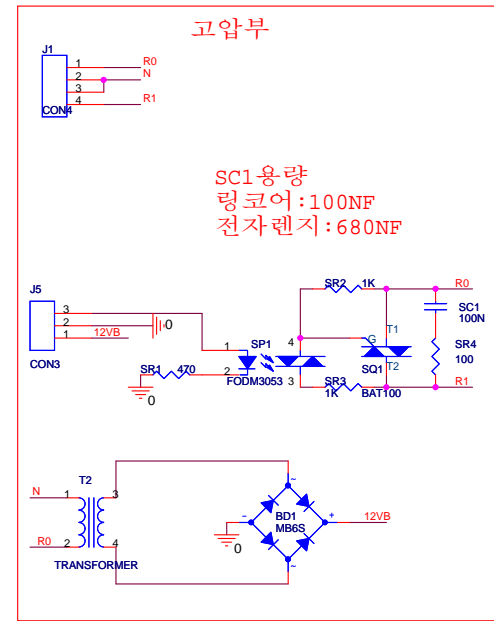 고압부
J1
1 R0
2 N
3
4 R1
CON4
SC1용량
링코어:100NF
전자렌지:680NF
J5
3
2 0
1 12VB
CON3
SR2 1K R0
SC1
100N
SP1 4 G T1
1
SR4
100
T2
SQ1
SR1 470 2 3 SR3 R1
FODM3053 1K BAT100
0
T2
N 1 3
~
BD1
MB6S
- + 12VB
0
R0 2 4
~
TRANSFORMER